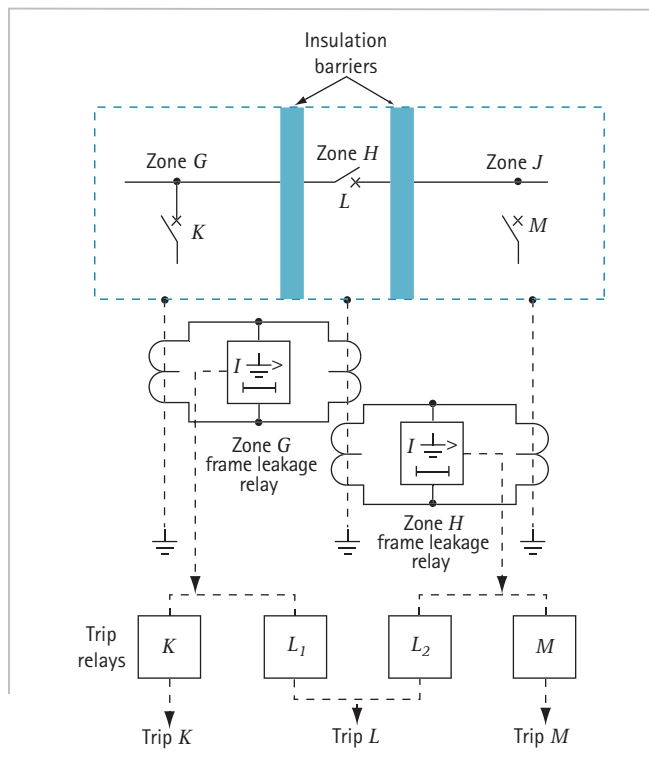 Insulation
barriers
Zone G
Zone H
Zone J
K
L
M
I >
I >
Zone G
frame leakage
relay
Zone H
frame leakage
relay
Trip
relays
K
L1
L2
M
Trip K
Trip L
Trip M